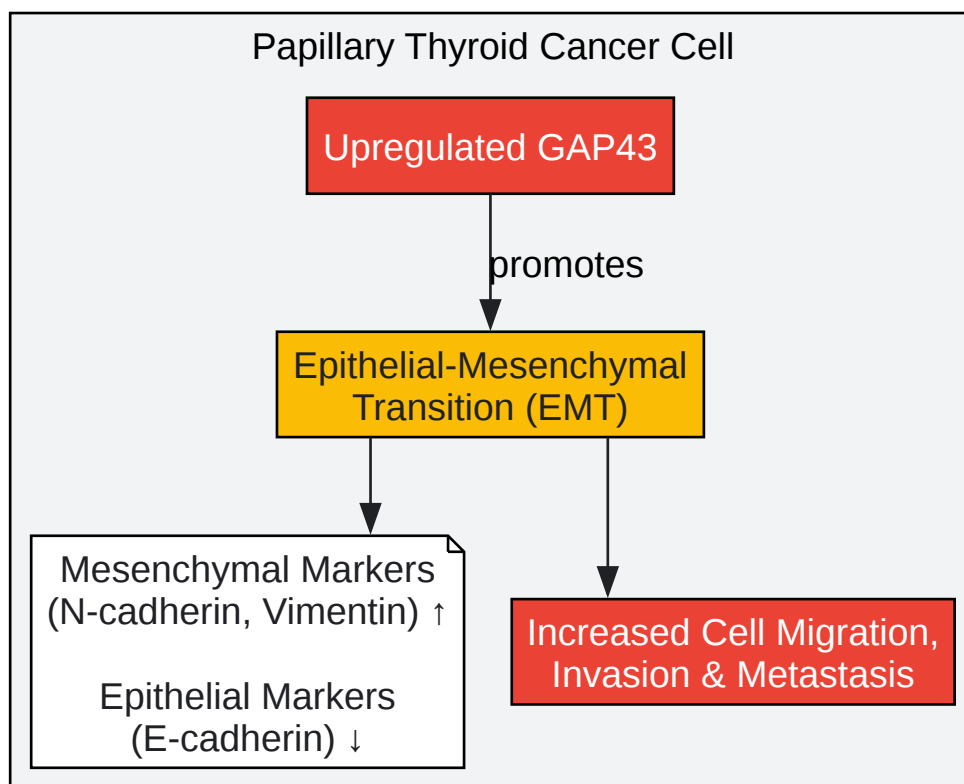 Papillary Thyroid Cancer Cell
Upregulated GAP43
promotes
Epithelial-Mesenchymal
Transition (EMT)
Mesenchymal Markers
(N-cadherin, Vimentin) ↑
Epithelial Markers
(E-cadherin) ↓
Increased Cell Migration,
Invasion & Metastasis